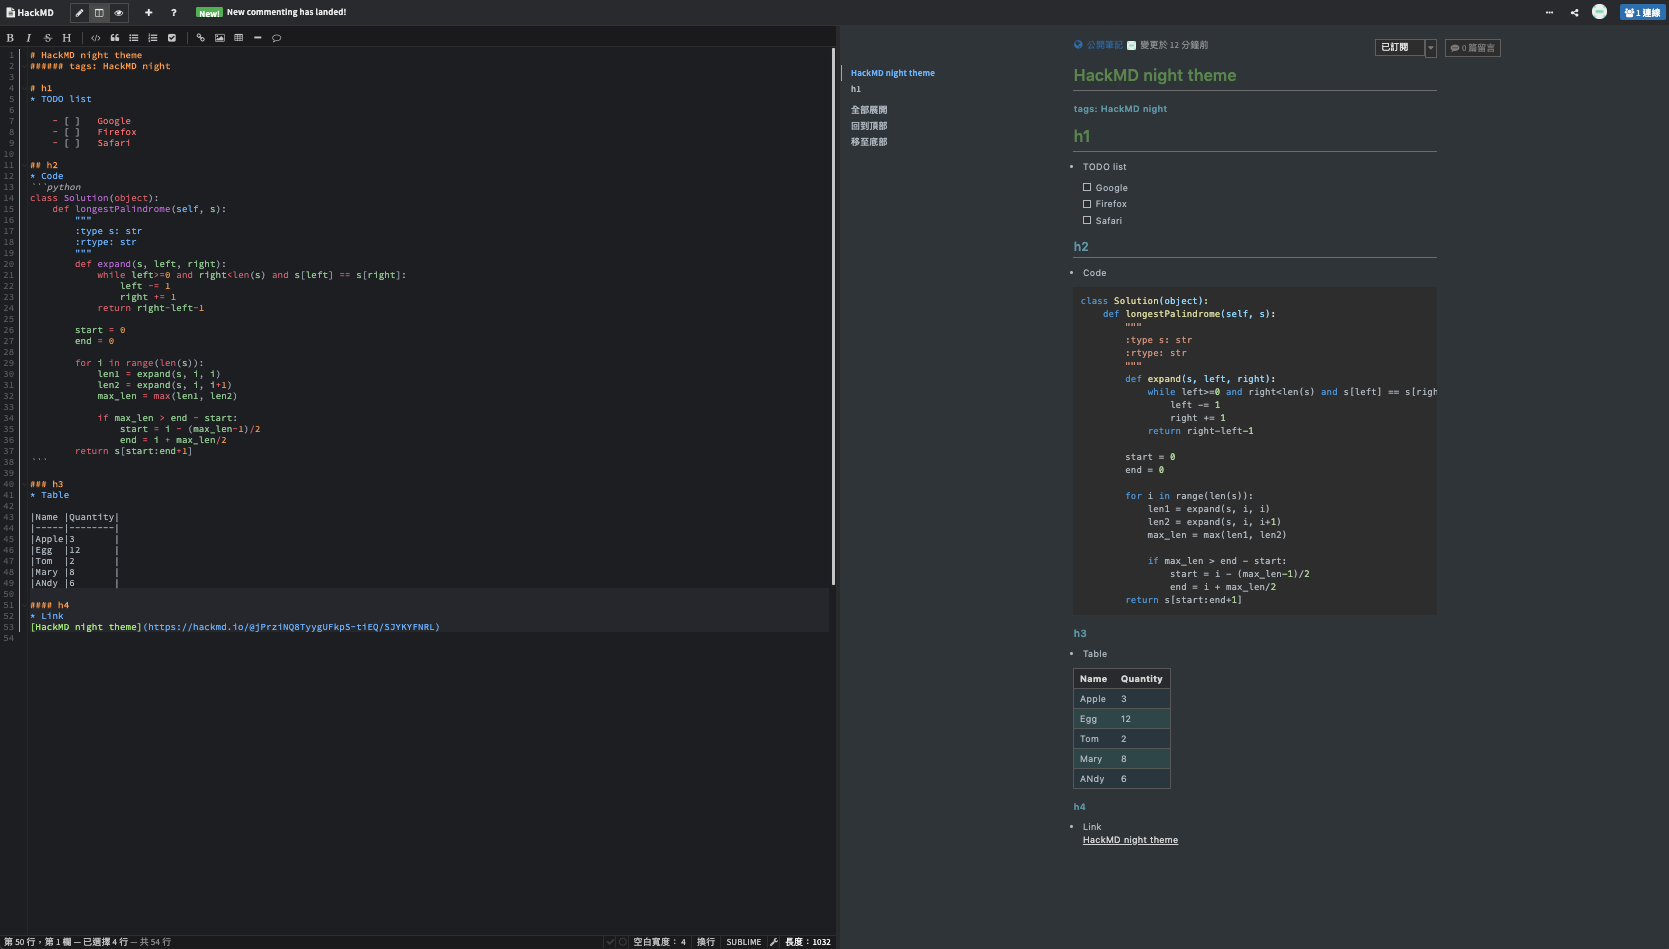 HackMD
New! New commenting has landed!
1 連線
B I S H
1 # HackMD night theme
2 ###### tags: HackMD night
3
4 # h1
5 * TODO list
6
7     - [ ]   Google
8     - [ ]   Firefox
9     - [ ]   Safari
10
11 ## h2
12 * Code
13 ```python
14 class Solution(object):
15     def longestPalindrome(self, s):
16         """
17         :type s: str
18         :rtype: str
19         """
20         def expand(s, left, right):
21             while left>=0 and right<len(s) and s[left] == s[right]:
22                 left -= 1
23                 right += 1
24             return right-left-1
25
26         start = 0
27         end = 0
28
29         for i in range(len(s)):
30             len1 = expand(s, i, i)
31             len2 = expand(s, i, i+1)
32             max_len = max(len1, len2)
33
34             if max_len > end - start:
35                 start = i - (max_len-1)/2
36                 end = i + max_len/2
37         return s[start:end+1]
38 ```
39
40 ### h3
41 * Table
42
43 |Name |Quantity|
44 |-----|--------|
45 |Apple|3       |
46 |Egg  |12      |
47 |Tom  |2       |
48 |Mary |8       |
49 |ANdy |6       |
50
51 #### h4
52 * Link
53 [HackMD night theme](https://hackmd.io/@jPrziNQ8TyygUFkpS-tiEQ/SJYKYFNRL)
54
第 50 行，第 1 欄 — 已選擇 4 行 — 共 54 行
空白寬度： 4 換行 SUBLIME 長度：1032
HackMD night theme
h1
全部展開
回到頂部
移至底部
公開筆記 變更於 12 分鐘前
已訂閱
0 篇留言
HackMD night theme
tags: HackMD night
h1
• TODO list
Google
Firefox
Safari
h2
• Code
class Solution(object):
    def longestPalindrome(self, s):
        """
        :type s: str
        :rtype: str
        """
        def expand(s, left, right):
            while left>=0 and right<len(s) and s[left] == s[righ
                left -= 1
                right += 1
            return right-left-1
        start = 0
        end = 0
        for i in range(len(s)):
            len1 = expand(s, i, i)
            len2 = expand(s, i, i+1)
            max_len = max(len1, len2)
            if max_len > end - start:
                start = i - (max_len-1)/2
                end = i + max_len/2
        return s[start:end+1]
h3
• Table
Name Quantity
Apple 3
Egg 12
Tom 2
Mary 8
ANdy 6
h4
• Link
HackMD night theme